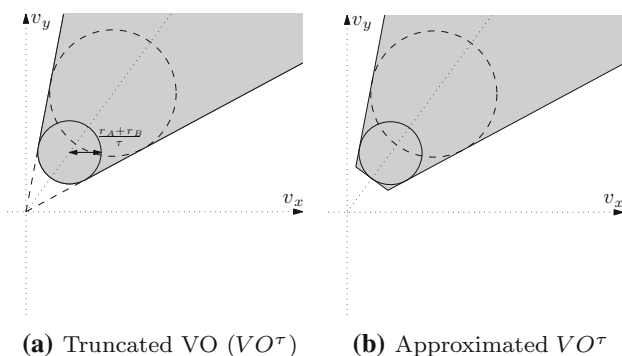 v_y
v_y
r_A + r_B
τ
v_x
v_x
(a) Truncated VO (VO^τ)
(b) Approximated VO^τ